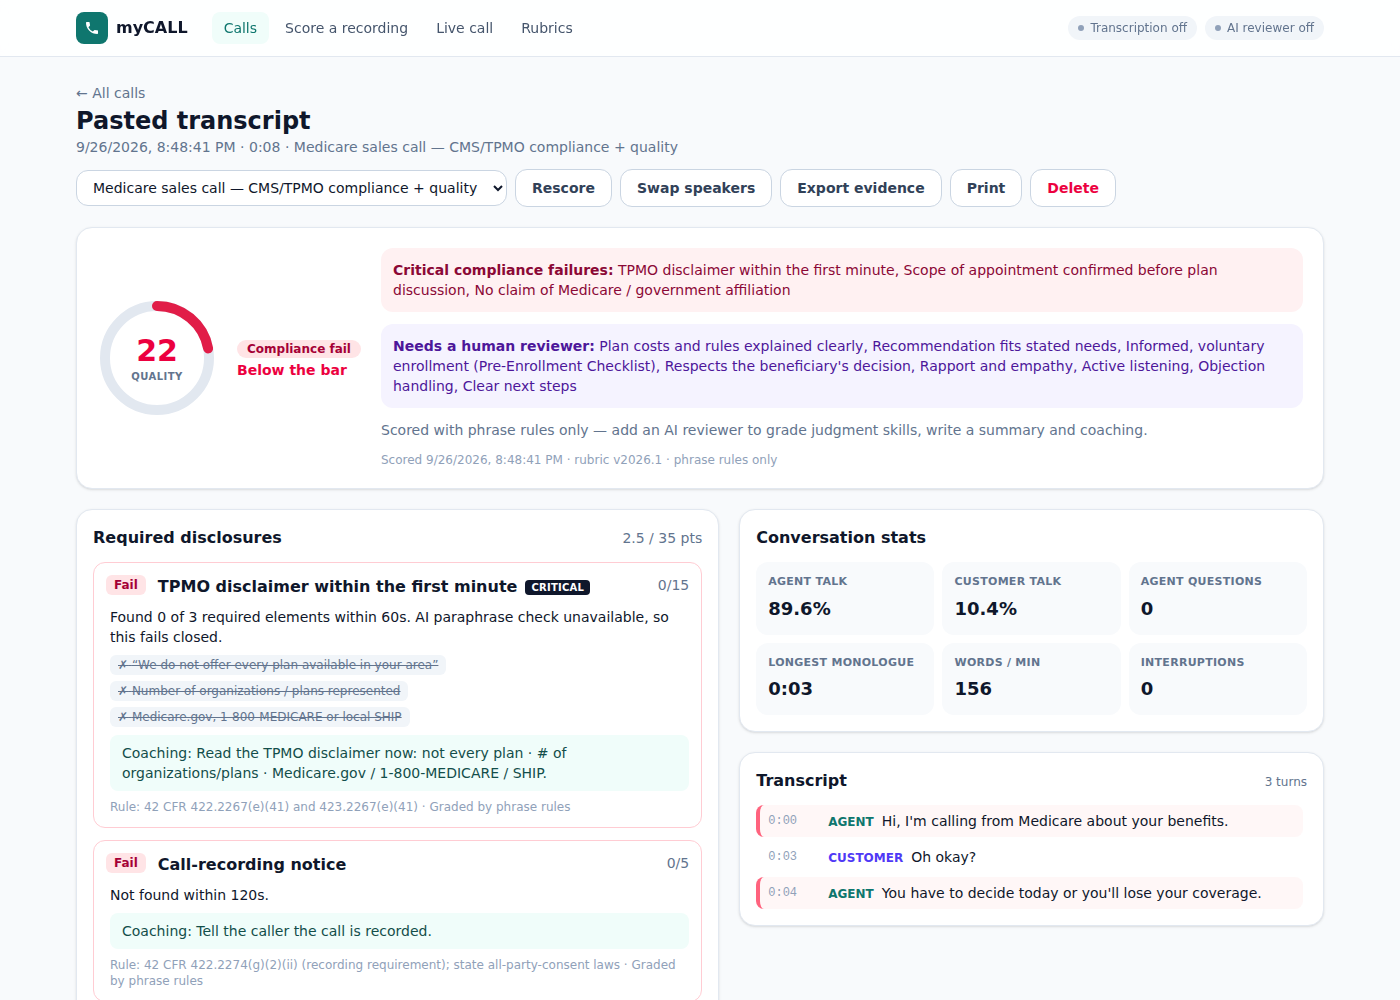 myCALL
Calls
Score a recording
Live call
Rubrics
Transcription off
AI reviewer off
← All calls
Pasted transcript
9/26/2026, 8:48:41 PM · 0:08 · Medicare sales call — CMS/TPMO compliance + quality
Medicare sales call — CMS/TPMO compliance + quality
Rescore
Swap speakers
Export evidence
Print
Delete
22
QUALITY
Compliance fail
Below the bar
Critical compliance failures: TPMO disclaimer within the first minute, Scope of appointment confirmed before plan
discussion, No claim of Medicare / government affiliation
Needs a human reviewer: Plan costs and rules explained clearly, Recommendation fits stated needs, Informed, voluntary
enrollment (Pre-Enrollment Checklist), Respects the beneficiary's decision, Rapport and empathy, Active listening, Objection
handling, Clear next steps
Scored with phrase rules only — add an AI reviewer to grade judgment skills, write a summary and coaching.
Scored 9/26/2026, 8:48:41 PM · rubric v2026.1 · phrase rules only
Required disclosures
2.5 / 35 pts
Fail
TPMO disclaimer within the first minute
CRITICAL
0/15
Found 0 of 3 required elements within 60s. AI paraphrase check unavailable, so
this fails closed.
✗ “We do not offer every plan available in your area”
✗ Number of organizations / plans represented
✗ Medicare.gov, 1-800-MEDICARE or local SHIP
Coaching: Read the TPMO disclaimer now: not every plan · # of
organizations/plans · Medicare.gov / 1-800-MEDICARE / SHIP.
Rule: 42 CFR 422.2267(e)(41) and 423.2267(e)(41) · Graded by phrase rules
Fail
Call-recording notice
0/5
Not found within 120s.
Coaching: Tell the caller the call is recorded.
Rule: 42 CFR 422.2274(g)(2)(ii) (recording requirement); state all-party-consent laws · Graded
by phrase rules
Conversation stats
AGENT TALK
89.6%
CUSTOMER TALK
10.4%
AGENT QUESTIONS
0
LONGEST MONOLOGUE
0:03
WORDS / MIN
156
INTERRUPTIONS
0
Transcript
3 turns
0:00 AGENT Hi, I'm calling from Medicare about your benefits.
0:03 CUSTOMER Oh okay?
0:04 AGENT You have to decide today or you'll lose your coverage.